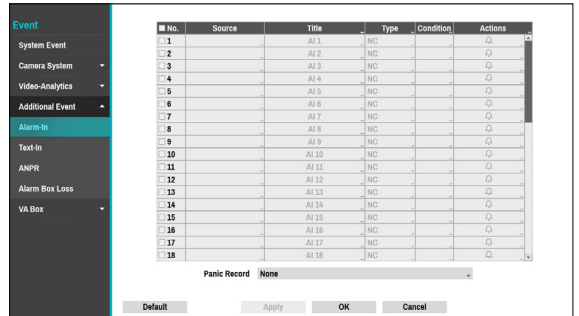 Event
System Event
Camera System
Video-Analytics
Additional Event
Alarm-In
Text-In
ANPR
Alarm Box Loss
VA Box
No. Source Title Type Condition Actions
1 AI 1 NC
2 AI 2 NC
3 AI 3 NC
4 AI 4 NC
5 AI 5 NC
6 AI 6 NC
7 AI 7 NC
8 AI 8 NC
9 AI 9 NC
10 AI 10 NC
11 AI 11 NC
12 AI 12 NC
13 AI 13 NC
14 AI 14 NC
15 AI 15 NC
16 AI 16 NC
17 AI 17 NC
18 AI 18 NC
Panic Record None
Default Apply OK Cancel